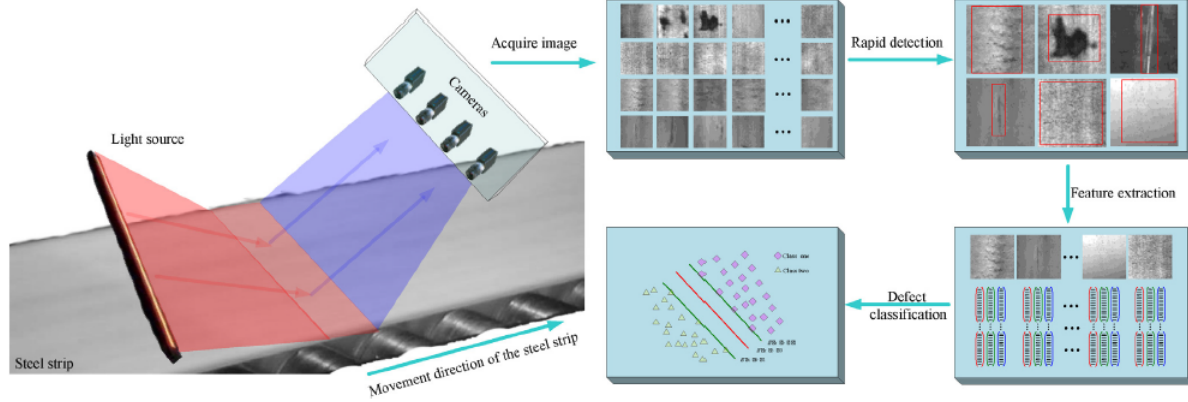 Light source
Cameras
Steel strip
Movement direction of the steel strip
Acquire image
Rapid detection
Feature extraction
Defect
classification
Class one
Class two